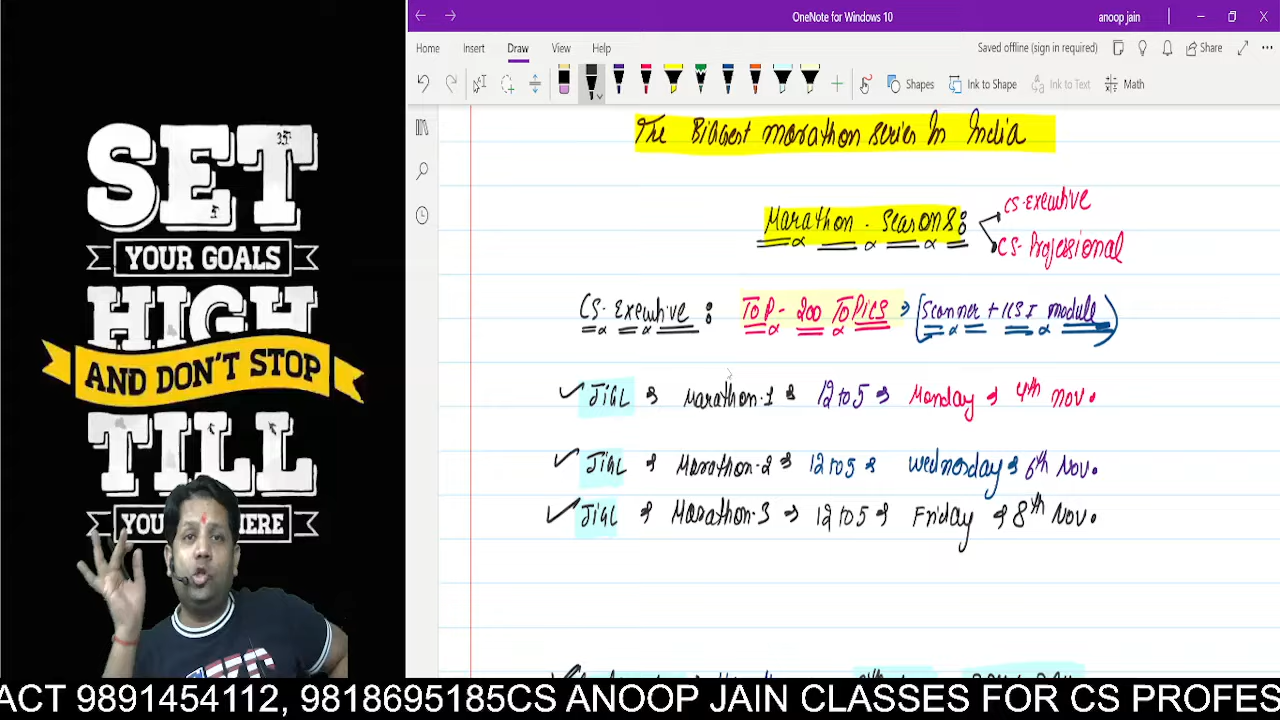 SET
YOUR GOALS
HIGH
AND DON'T STOP
TILL
YOU HERE
OneNote for Windows 10
anoop jain
Home Insert Draw View Help
Saved offline (sign in required)
Share
Shapes
Ink to Shape
Ink to Text
Math
The Biggest marathon series In India
Marathon - Season 8:
CS-Executive
CS-Professional
CS-Executive : TOP-200 TOPICS (Scanner + ICSI module)
JIGL Marathon-1 12 to 5 Monday 4th Nov.
JIGL Marathon-2 12 to 5 Wednesday 6th Nov.
JIGL Marathon-3 12 to 5 Friday 8th Nov.
ACT 9891454112, 9818695185CS ANOOP JAIN CLASSES FOR CS PROFES